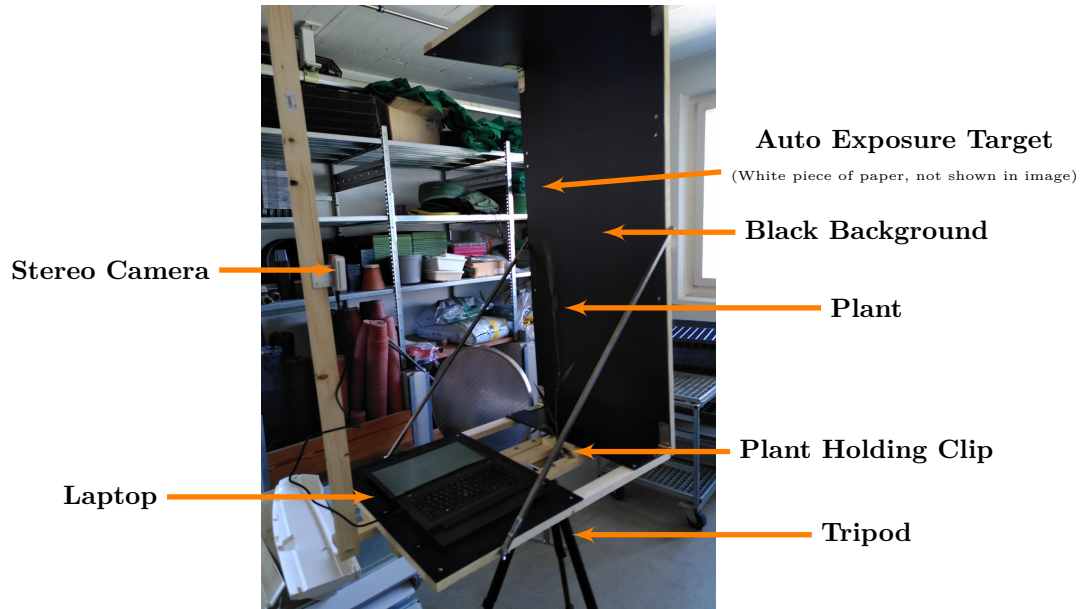 Auto Exposure Target
(White piece of paper, not shown in image)
Black Background
Stereo Camera
Plant
Plant Holding Clip
Laptop
Tripod